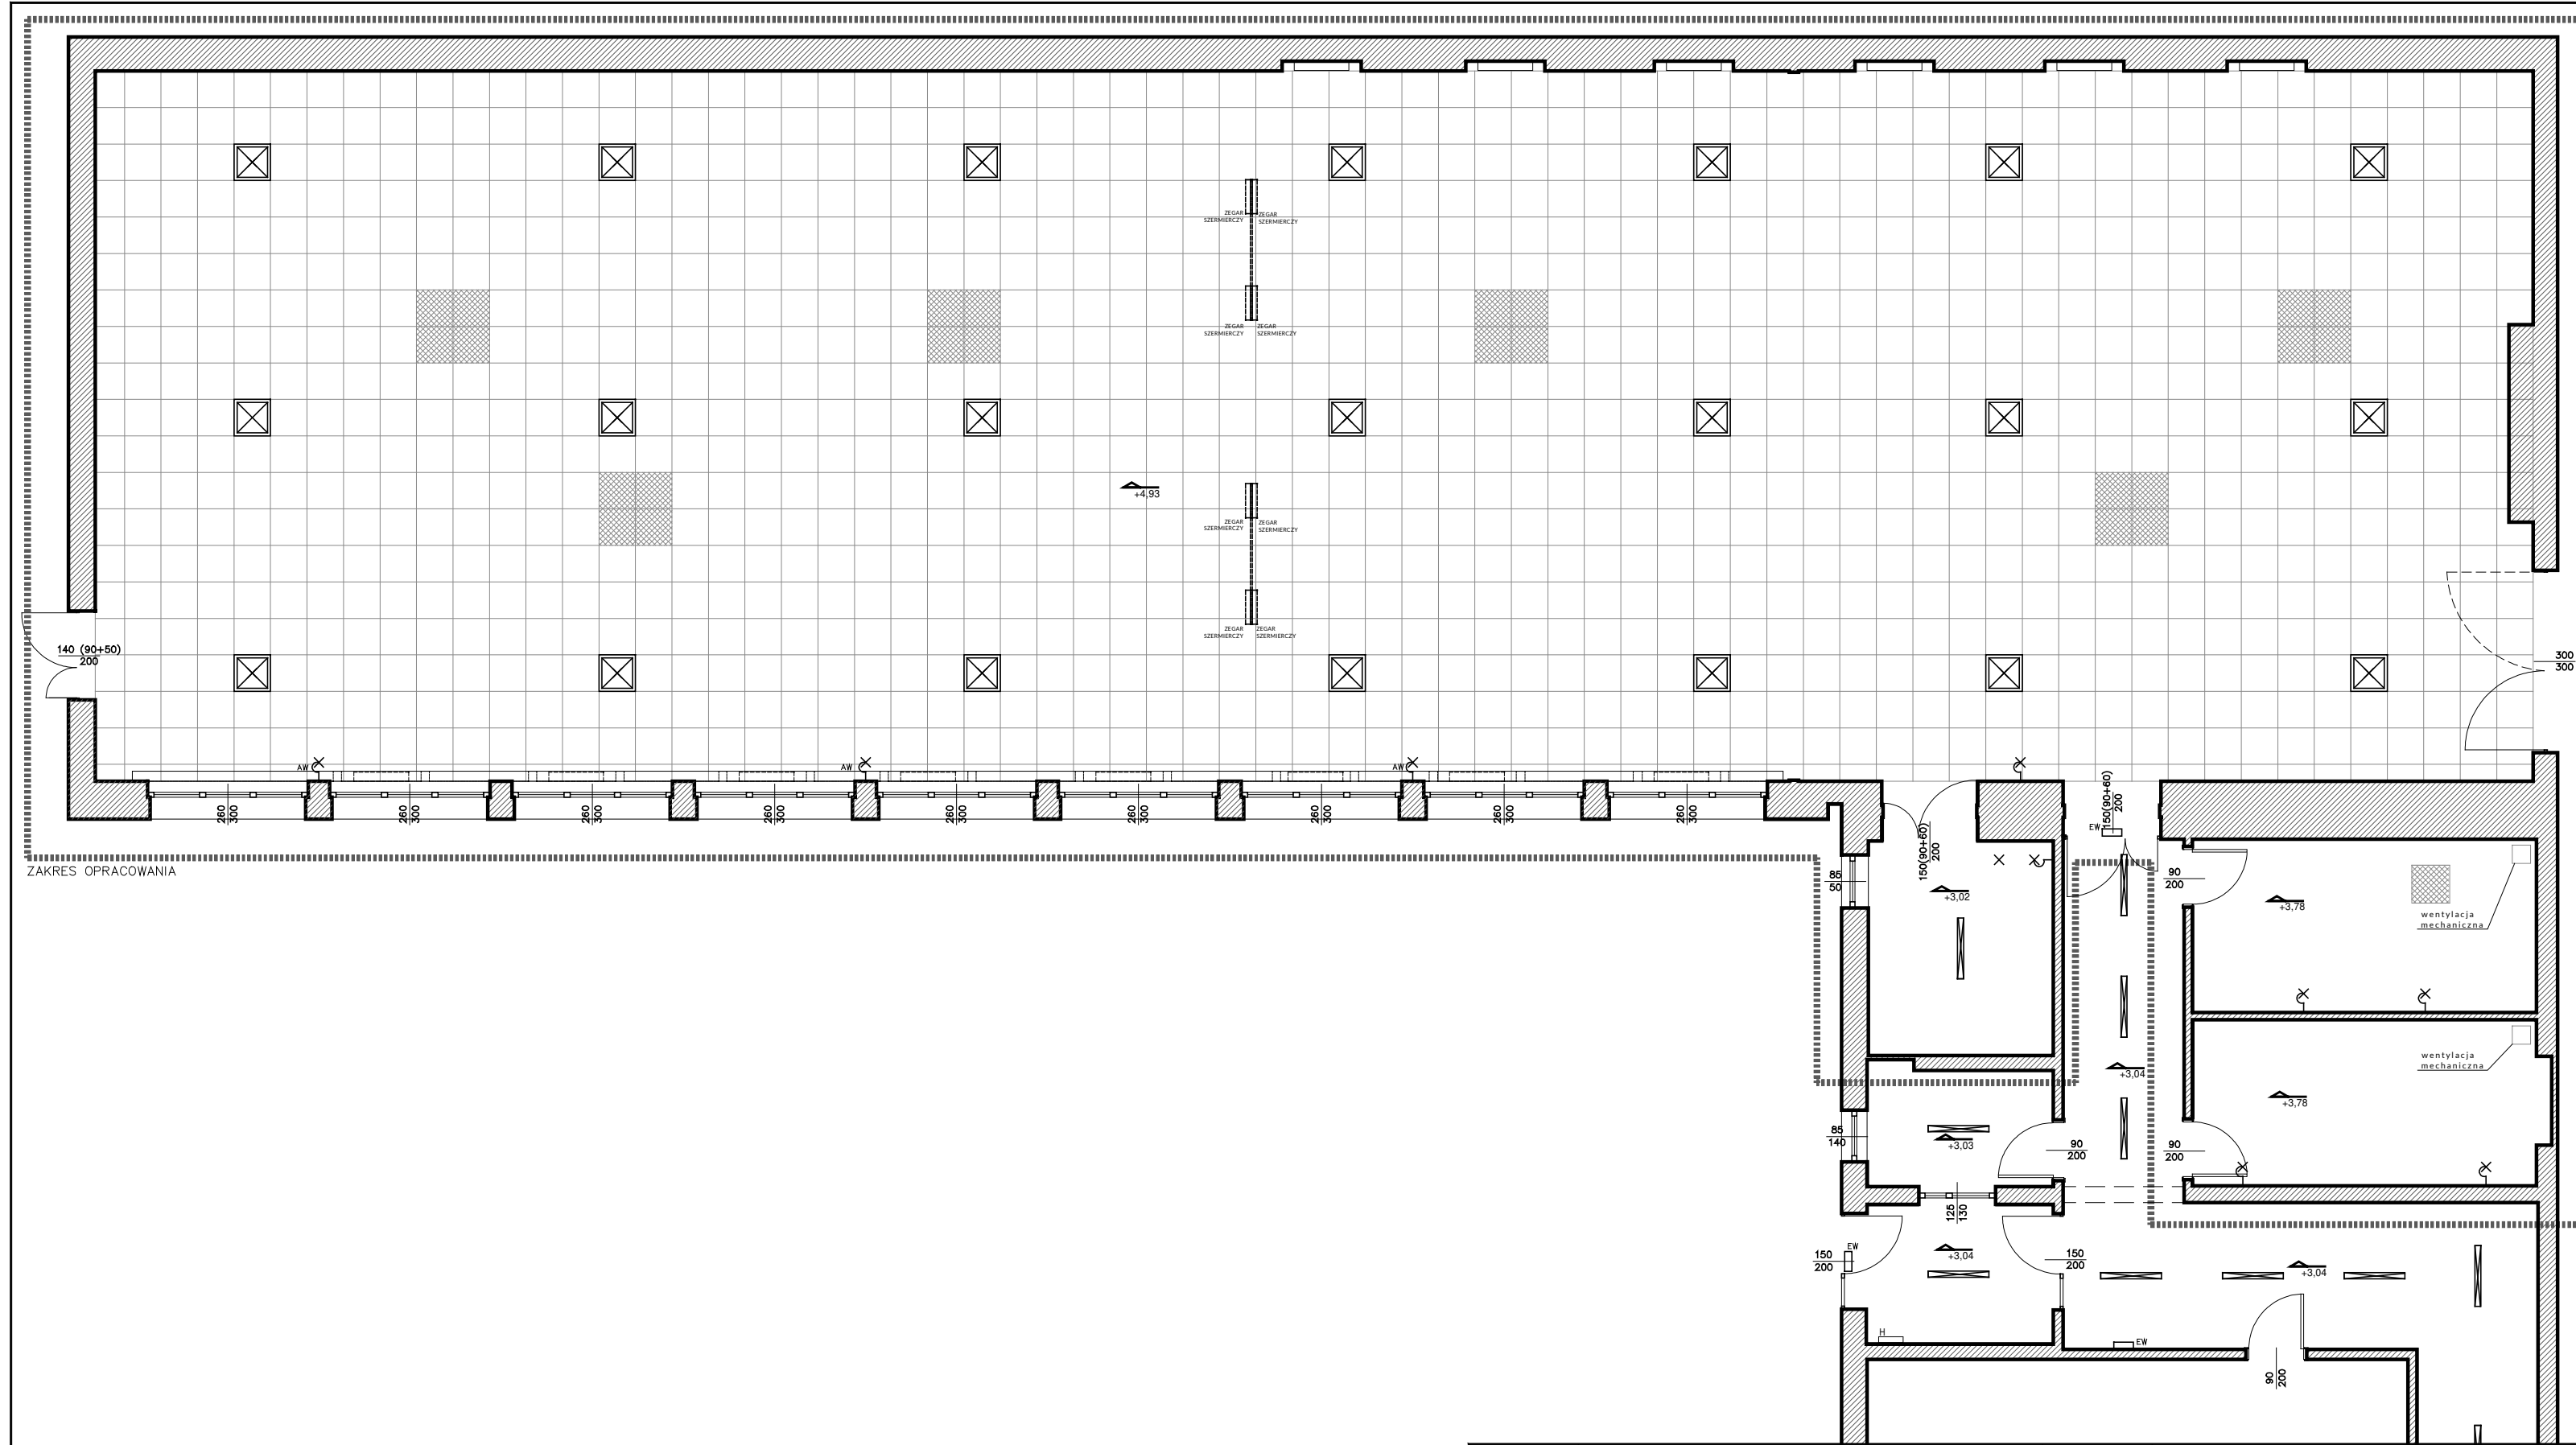 ZEGAR
SZERMIERCZY
ZEGAR
SZERMIERCZY
ZEGAR
SZERMIERCZY
ZEGAR
SZERMIERCZY
+4,93
ZEGAR
SZERMIERCZY
ZEGAR
SZERMIERCZY
ZEGAR
SZERMIERCZY
ZEGAR
SZERMIERCZY
140 (90+50)
200
300
300
AW
AW
AW
260
300
260
300
260
300
260
300
260
300
260
300
260
300
260
300
260
300
ZAKRES OPRACOWANIA
150(90+60)
200
EW
150(90+60)
200
85
50
+3,02
90
200
+3,78
wentylacja
mechaniczna
+3,04
wentylacja
mechaniczna
+3,78
85
140
+3,03
90
200
90
200
125
130
150
200
EW
+3,04
150
200
+3,04
H
EW
90
200